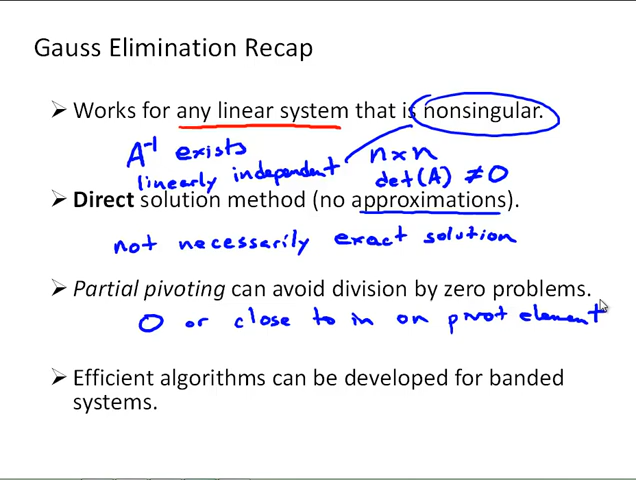 Gauss Elimination Recap
Works for any linear system that is nonsingular.
A⁻¹ exists
n×n
linearly independent
det(A) ≠ 0
Direct solution method (no approximations).
not necessarily exact solution
Partial pivoting can avoid division by zero problems.
0 or close to in on pivot element
Efficient algorithms can be developed for banded
systems.